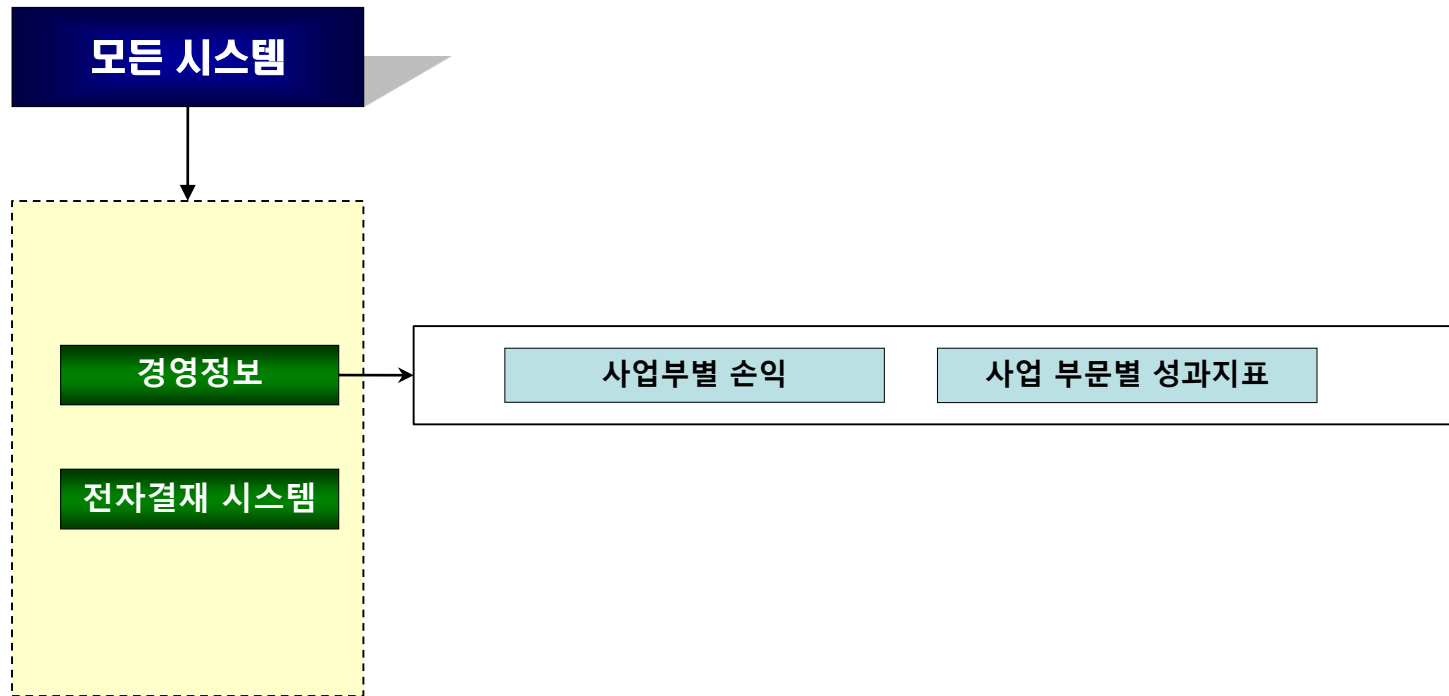 모든 시스템
경영정보
사업부별 손익
사업 부문별 성과지표
전자결재 시스템